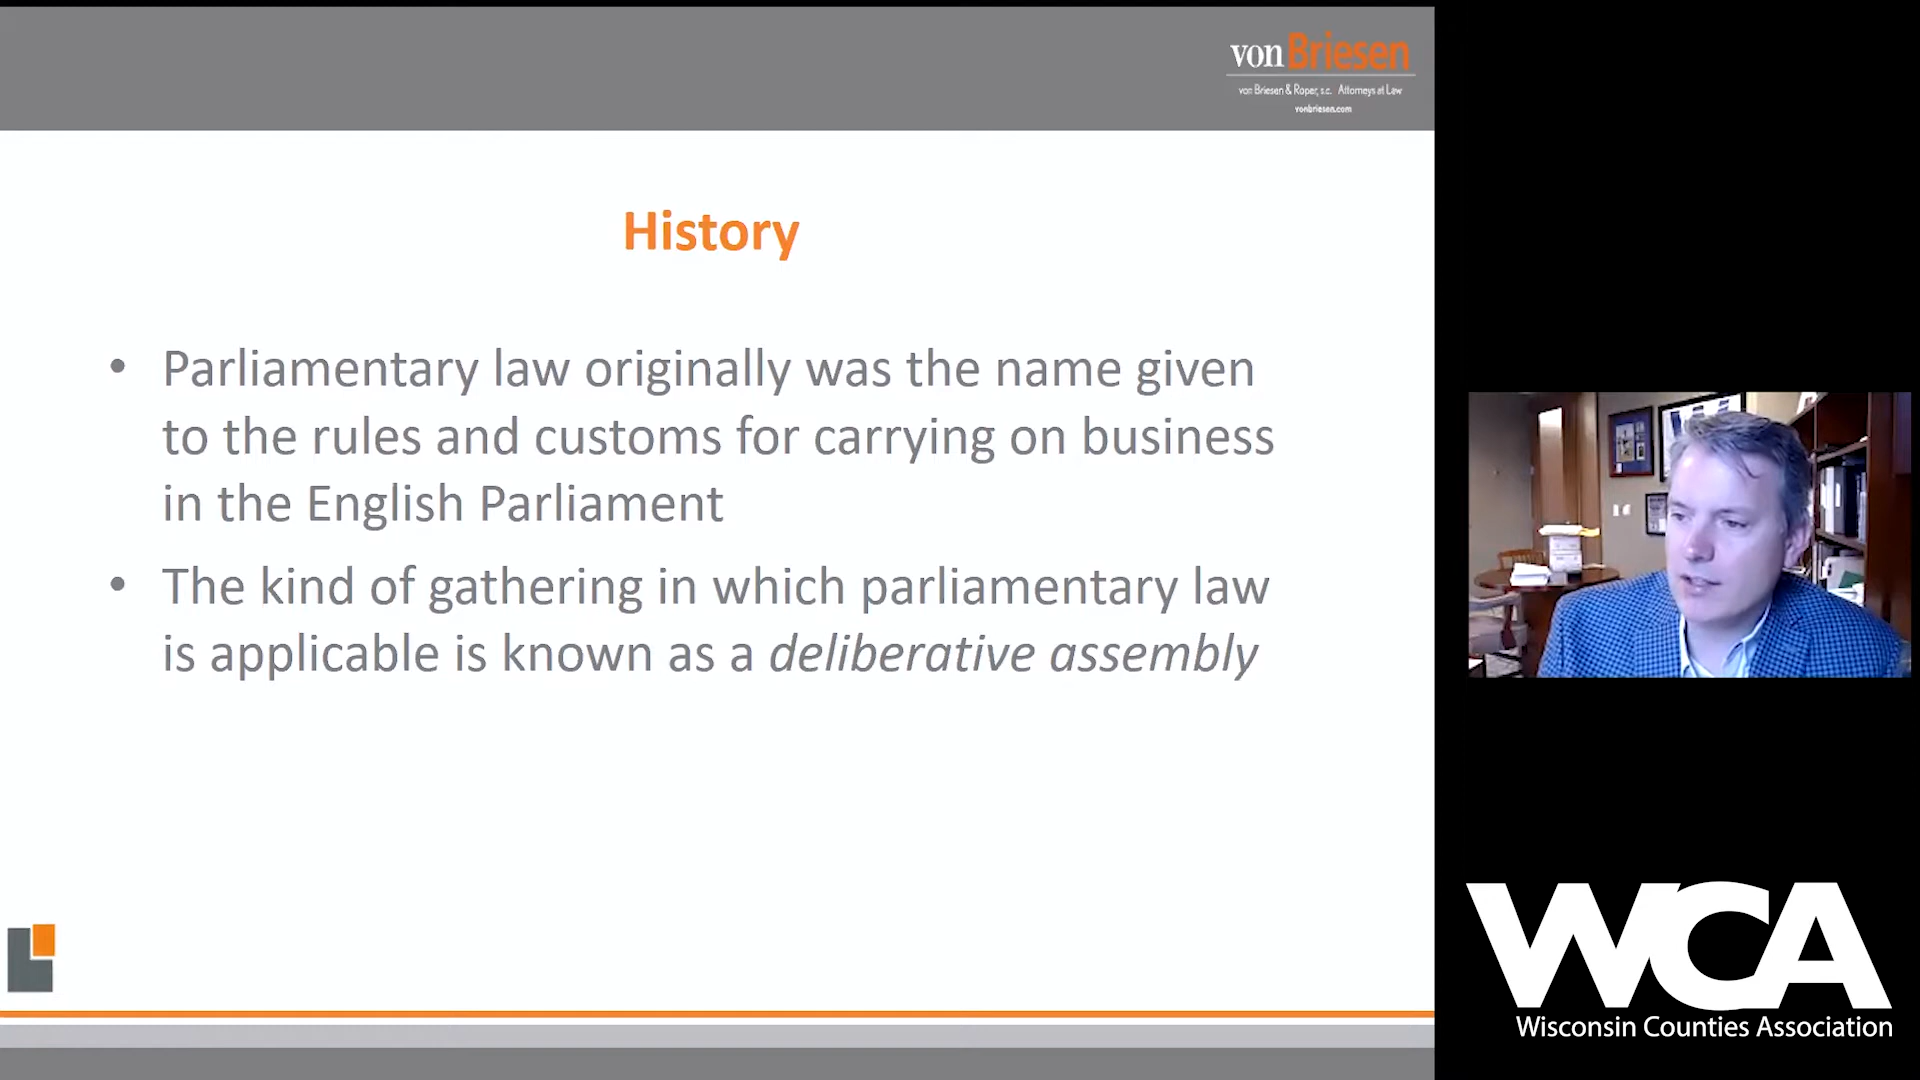 von Briesen
von Briesen & Roper, s.c. Attorneys at Law
vonbriesen.com
History
• Parliamentary law originally was the name given
to the rules and customs for carrying on business
in the English Parliament
• The kind of gathering in which parliamentary law
is applicable is known as a deliberative assembly
WCA
Wisconsin Counties Association